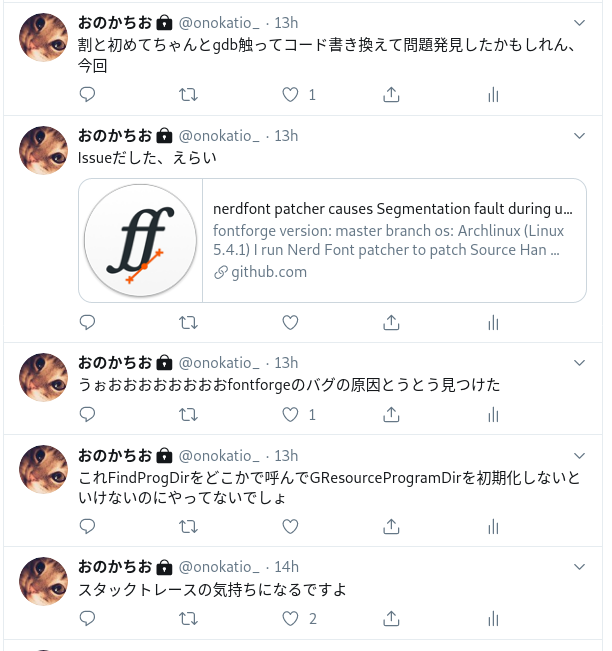 おのかちお @onokatio_ · 13h
割と初めてちゃんとgdb触ってコード書き換えて問題発見したかもしれん、
今回
1
おのかちお @onokatio_ · 13h
Issueだした、えらい
ff
nerdfont patcher causes Segmentation fault during u...
fontforge version: master branch os: Archlinux (Linux
5.4.1) I run Nerd Font patcher to patch Source Han ...
github.com
おのかちお @onokatio_ · 13h
うぉおおおおおおおおfontforgeのバグの原因とうとう見つけた
1
おのかちお @onokatio_ · 13h
これFindProgDirをどこかで呼んでGResourceProgramDirを初期化しないと
いけないのにやってないでしょ
おのかちお @onokatio_ · 14h
スタックトレースの気持ちになるですよ
2